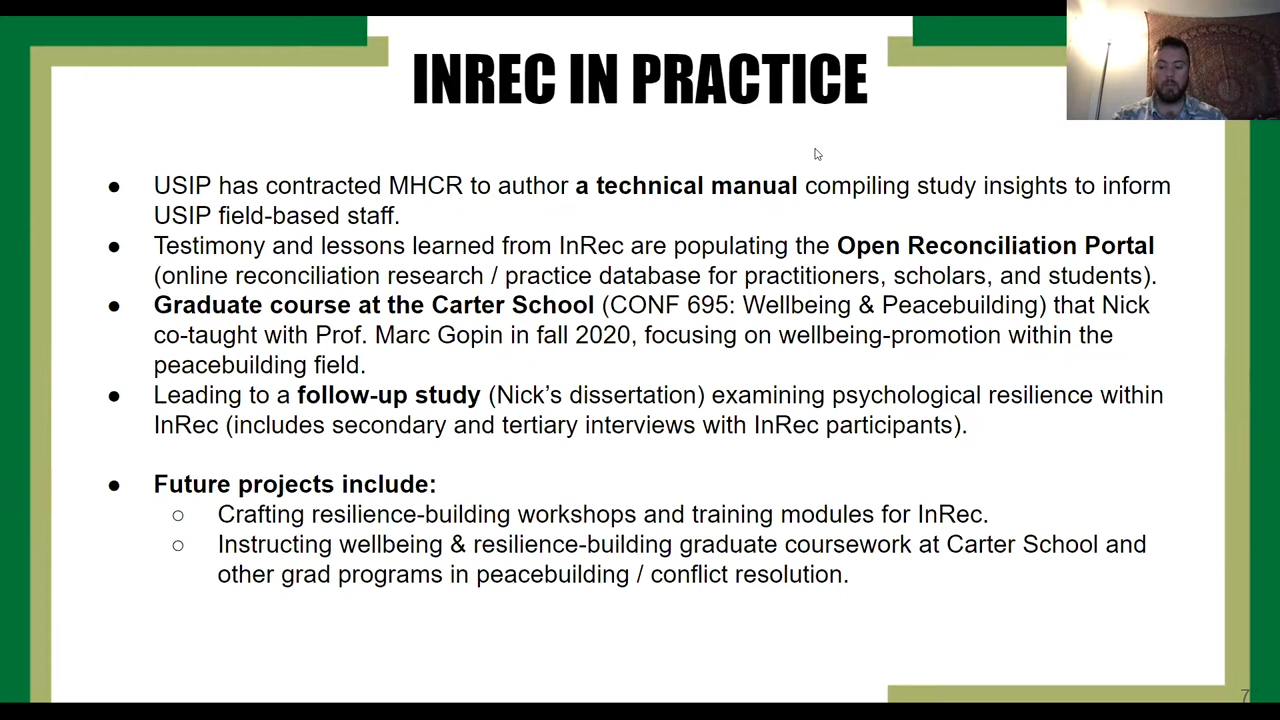 INREC IN PRACTICE
● USIP has contracted MHCR to author a technical manual compiling study insights to inform
USIP field-based staff.
● Testimony and lessons learned from InRec are populating the Open Reconciliation Portal
(online reconciliation research / practice database for practitioners, scholars, and students).
● Graduate course at the Carter School (CONF 695: Wellbeing & Peacebuilding) that Nick
co-taught with Prof. Marc Gopin in fall 2020, focusing on wellbeing-promotion within the
peacebuilding field.
● Leading to a follow-up study (Nick’s dissertation) examining psychological resilience within
InRec (includes secondary and tertiary interviews with InRec participants).
● Future projects include:
○ Crafting resilience-building workshops and training modules for InRec.
○ Instructing wellbeing & resilience-building graduate coursework at Carter School and
other grad programs in peacebuilding / conflict resolution.
7